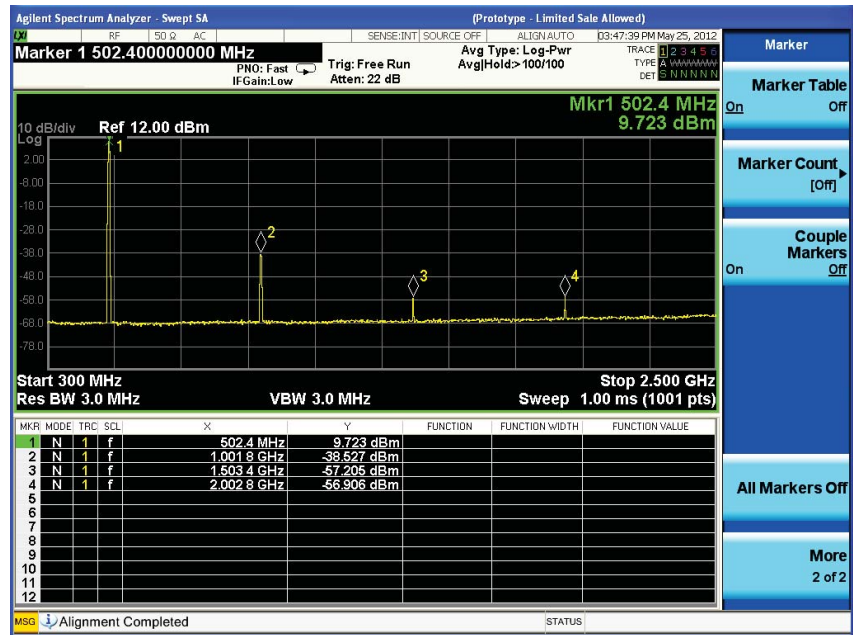 Agilent Spectrum Analyzer - Swept SA (Prototype - Limited Sale Allowed)
LXI RF 50 Ω AC SENSE:INT SOURCE OFF ALIGN AUTO 03:47:39 PM May 25, 2012
Marker 1 502.400000000 MHz
PNO: Fast
IFGain:Low
Trig: Free Run
Atten: 22 dB
Avg Type: Log-Pwr
Avg|Hold:>100/100
TRACE 1 2 3 4 5 6
TYPE A WWWWW
DET S N N N N N
Mkr1 502.4 MHz
9.723 dBm
10 dB/div Ref 12.00 dBm
Log
2.00
-8.00
-18.0
-28.0
-38.0
-48.0
-58.0
-68.0
-78.0
1
2
3
4
Start 300 MHz Stop 2.500 GHz
Res BW 3.0 MHz VBW 3.0 MHz Sweep 1.00 ms (1001 pts)
MKR MODE TRC SCL X Y FUNCTION FUNCTION WIDTH FUNCTION VALUE
1 N 1 f 502.4 MHz 9.723 dBm
2 N 1 f 1.001 8 GHz -38.527 dBm
3 N 1 f 1.503 4 GHz -57.205 dBm
4 N 1 f 2.002 8 GHz -56.906 dBm
5
6
7
8
9
10
11
12
MSG Alignment Completed STATUS
Marker
Marker Table
On Off
Marker Count
[Off]
Couple
Markers
On Off
All Markers Off
More
2 of 2